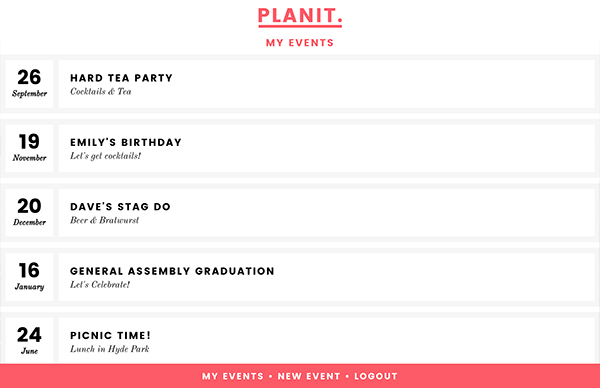 PLANIT.
MY EVENTS
26
September
HARD TEA PARTY
Cocktails & Tea
19
November
EMILY'S BIRTHDAY
Let's get cocktails!
20
December
DAVE'S STAG DO
Beer & Bratwurst
16
January
GENERAL ASSEMBLY GRADUATION
Let's Celebrate!
24
June
PICNIC TIME!
Lunch in Hyde Park
MY EVENTS • NEW EVENT • LOGOUT